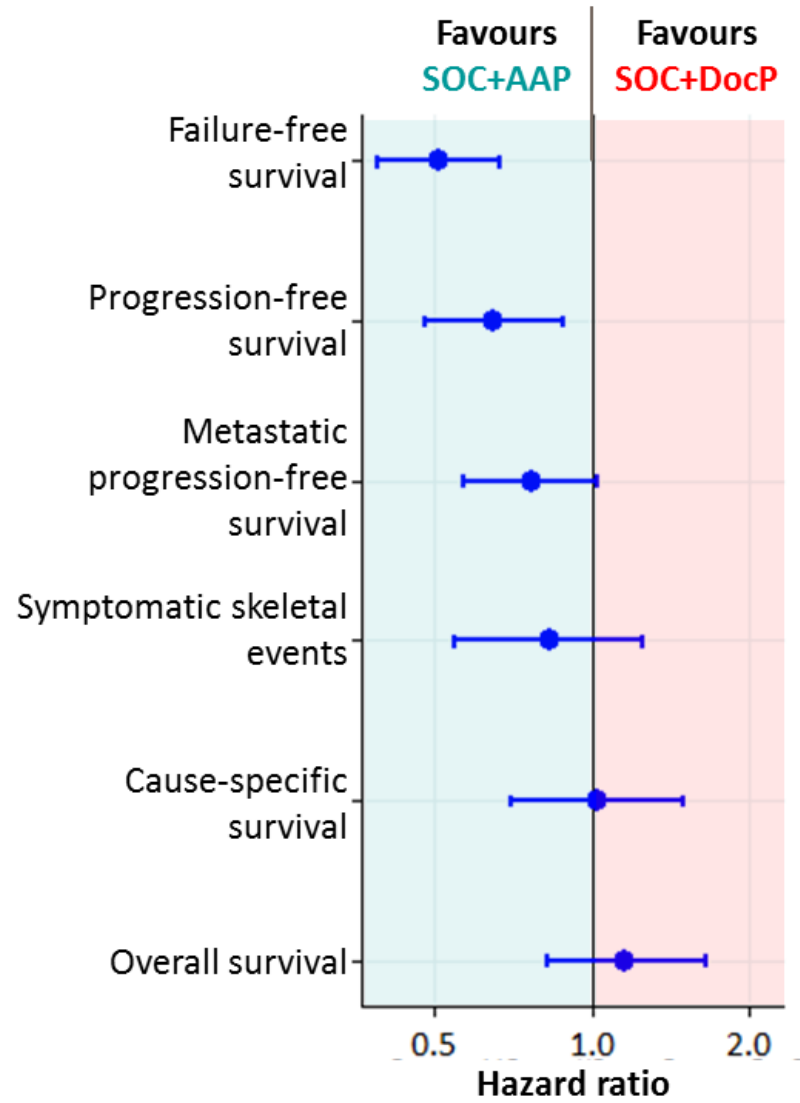 Favours
SOC+AAP
Favours
SOC+DocP
Failure-free
survival
Progression-free
survival
Metastatic
progression-free
survival
Symptomatic skeletal
events
Cause-specific
survival
Overall survival
0.5
1.0
2.0
Hazard ratio